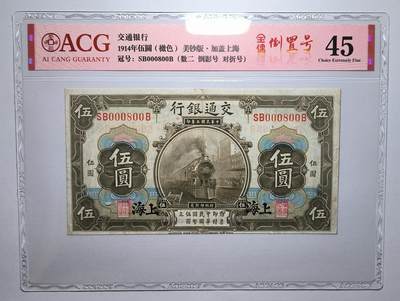 ACG
AI CANG GUARANTY
交通银行
1914年伍圓（橄色）美钞版·加盖上海
冠号：SB000800B（数二 倒影号 对折号）
倒置号
45
Choice Extremely Fine
行銀通交
SB000800B SB000800B
伍 伍
伍圓 伍圓
伍圓 伍圓
海上 海上
伍 伍